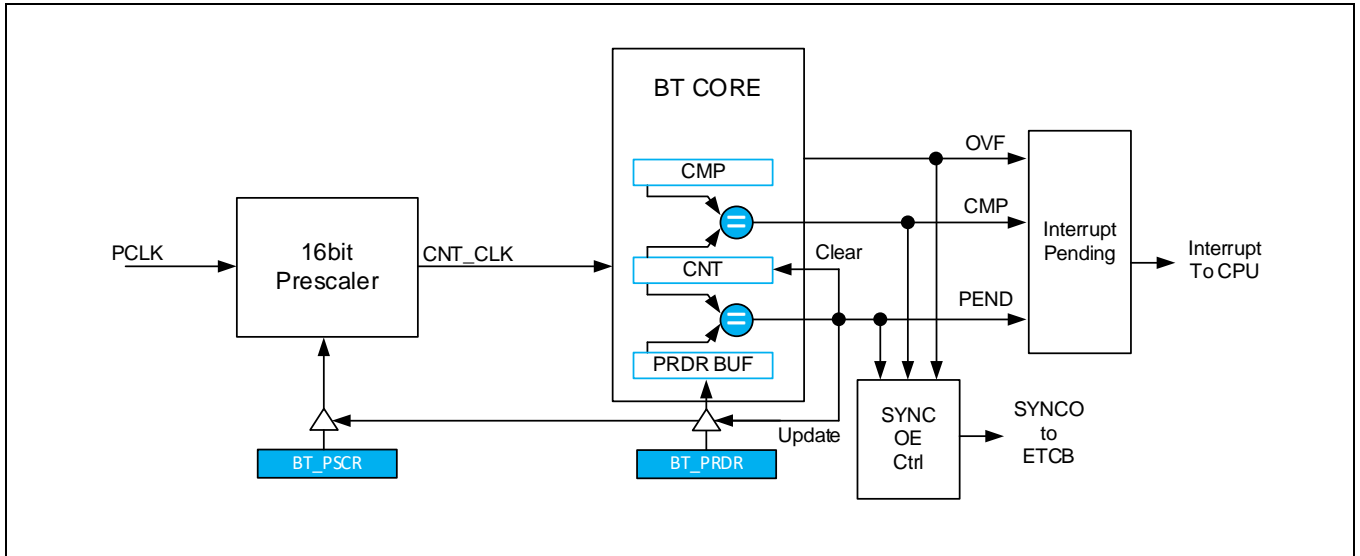 BT CORE
OVF
CMP
CMP
PCLK
16bit
Prescaler
CNT_CLK
CNT
Clear
Interrupt
Pending
Interrupt
To CPU
PEND
PRDR BUF
Update
SYNC
OE
Ctrl
SYNCO
to
ETCB
BT_PSCR
BT_PRDR